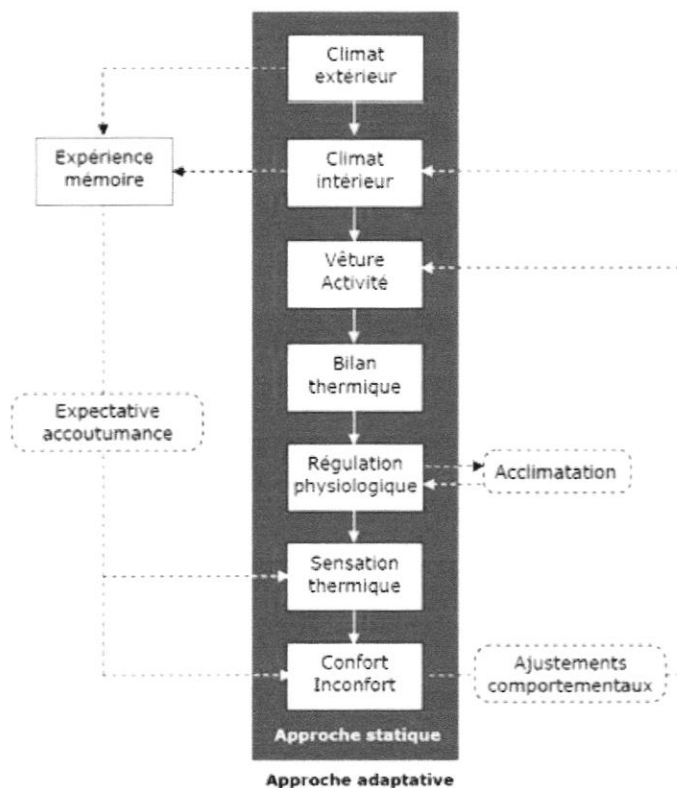 Climat
extérieur
Expérience
mémoire
Climat
intérieur
Vêture
Activité
Bilan
thermique
Expectative
accoutumance
Régulation
physiologique
Acclimatation
Sensation
thermique
Confort
Inconfort
Ajustements
comportementaux
Approche statique
Approche adaptative